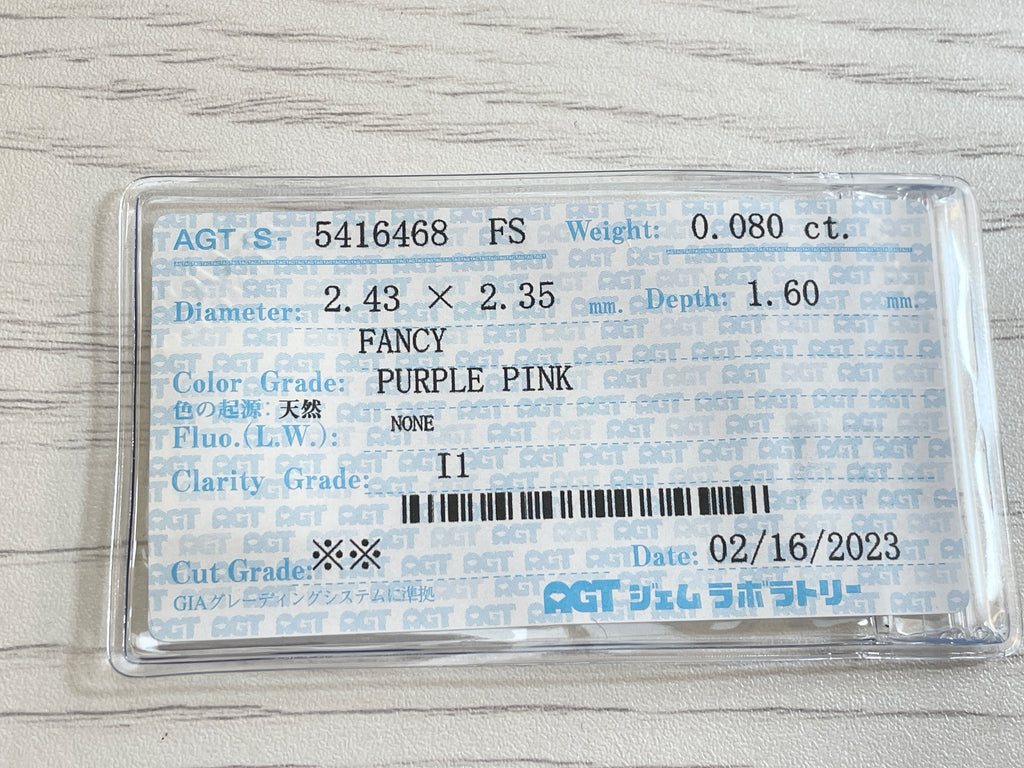 AGT S- 5416468 FS Weight: 0.080 ct.
Diameter: 2.43 × 2.35 mm. Depth: 1.60 mm.
FANCY
Color Grade: PURPLE PINK
色の起源: 天然
Fluo.(L.W.): NONE
Clarity Grade: I1
Cut Grade: ※※ Date: 02/16/2023
GIAグレーディングシステムに準拠 AGT ジェムラボラトリー